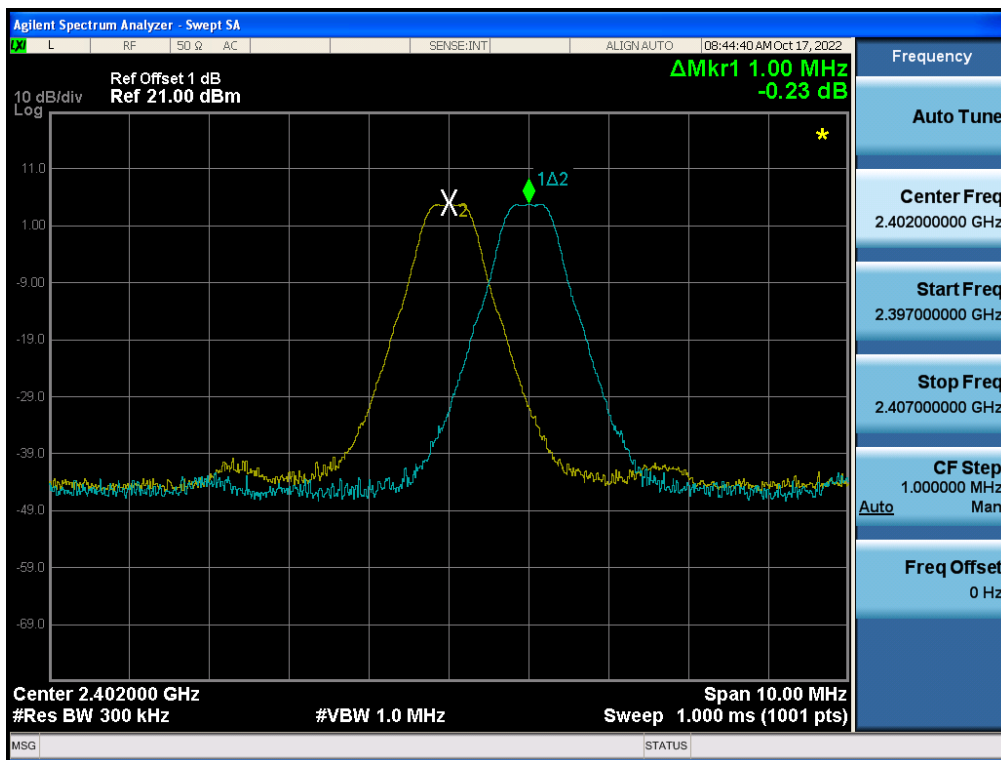 Agilent Spectrum Analyzer - Swept SA
LXI L RF 50 Ω AC SENSE:INT ALIGN AUTO 08:44:40 AM Oct 17, 2022
Frequency
ΔMkr1 1.00 MHz
-0.23 dB
Ref Offset 1 dB
10 dB/div Ref 21.00 dBm
Log
*
11.0
1.00
-9.00
-19.0
-29.0
-39.0
-49.0
-59.0
-69.0
X2
1Δ2
Center 2.402000 GHz Span 10.00 MHz
#Res BW 300 kHz #VBW 1.0 MHz Sweep 1.000 ms (1001 pts)
Auto Tune
Center Freq
2.402000000 GHz
Start Freq
2.397000000 GHz
Stop Freq
2.407000000 GHz
CF Step
1.000000 MHz
Auto Man
Freq Offset
0 Hz
MSG STATUS